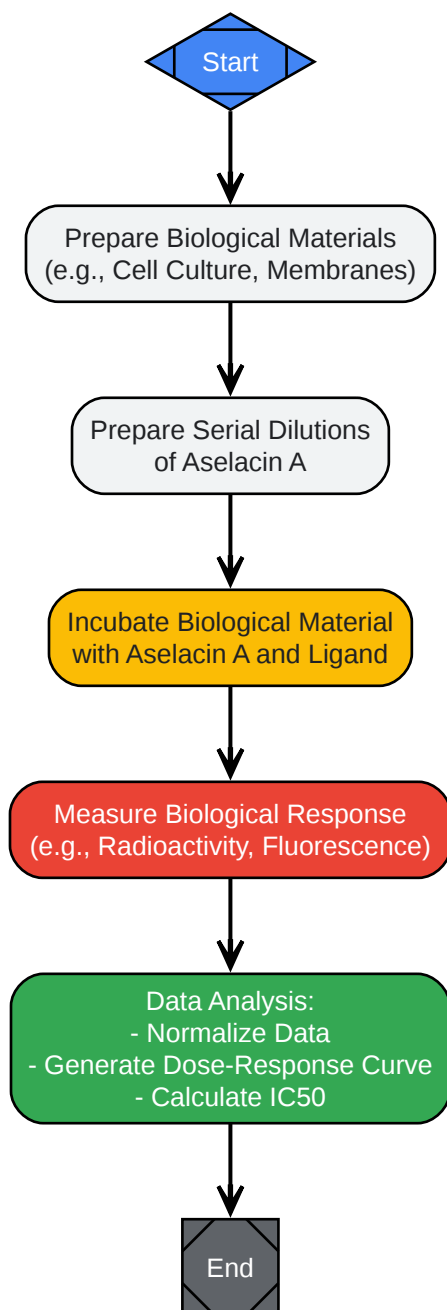 Start
Prepare Biological Materials
(e.g., Cell Culture, Membranes)
Prepare Serial Dilutions
of Aselacin A
Incubate Biological Material
with Aselacin A and Ligand
Measure Biological Response
(e.g., Radioactivity, Fluorescence)
Data Analysis:
- Normalize Data
- Generate Dose-Response Curve
- Calculate IC50
End